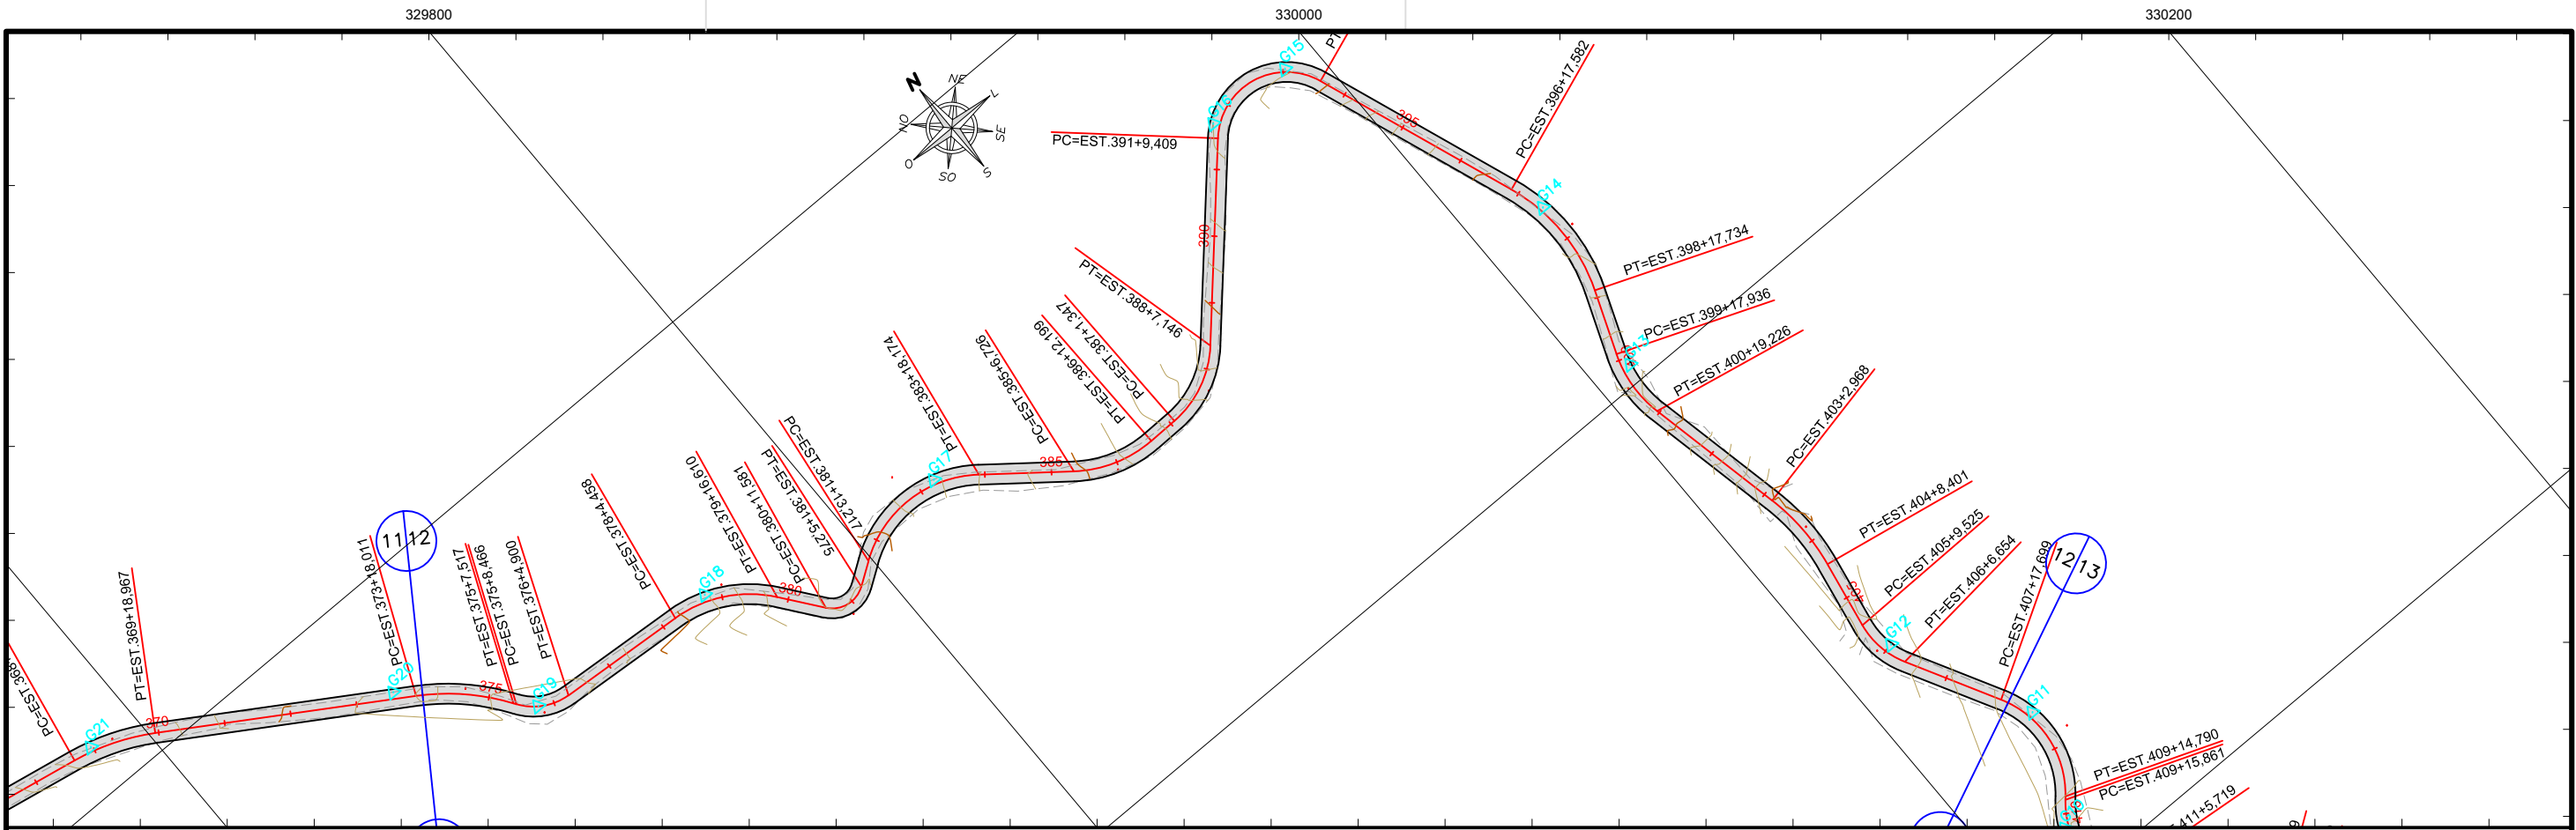 329800
330000
330200
N
NE
L
SE
S
SO
O
NO
PC=EST.368
G21
PT=EST.369+18,967
370
PC=EST.373+18,011
G20
11 12
PT=EST.375+7,517
PC=EST.375+8,466
375
PT=EST.376+4,900
G19
PC=EST.378+4,458
G18
PT=EST.379+16,610
380
PC=EST.380+11,581
PT=EST.381+5,275
PC=EST.381+13,217
PT=EST.383+18,174
G17
385
PC=EST.385+6,726
PT=EST.386+12,199
PC=EST.387+1,347
PT=EST.388+7,146
390
PC=EST.391+9,409
G16
G15
PT
395
PC=EST.396+17,582
G14
PT=EST.398+17,734
PC=EST.399+17,936
G13
PT=EST.400+19,226
PC=EST.403+2,968
PT=EST.404+8,401
PC=EST.405+9,525
G12
PT=EST.406+6,654
PC=EST.407+17,699
12 13
G11
PT=EST.409+14,790
PC=EST.409+15,861
.411+5,719